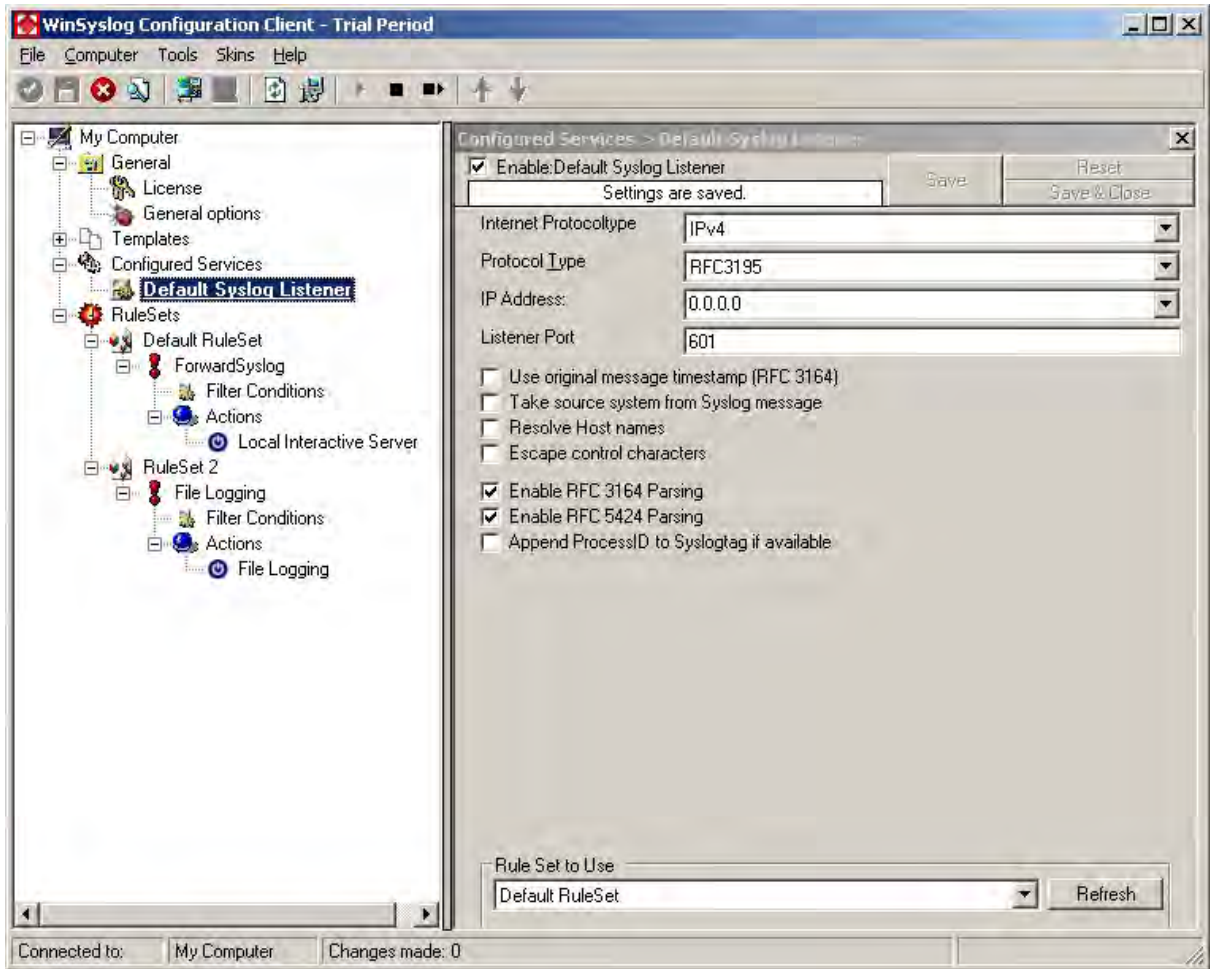 WinSyslog Configuration Client - Trial Period
File Computer Tools Skins Help
My Computer
General
License
General options
Templates
Configured Services
Default Syslog Listener
RuleSets
Default RuleSet
ForwardSyslog
Filter Conditions
Actions
Local Interactive Server
RuleSet 2
File Logging
Filter Conditions
Actions
File Logging
Configured Services > Default Syslog Listener
Enable:Default Syslog Listener
Settings are saved.
Save
Reset
Save & Close
Internet Protocoltype IPv4
Protocol Type RFC3195
IP Address: 0.0.0.0
Listener Port 601
Use original message timestamp (RFC 3164)
Take source system from Syslog message
Resolve Host names
Escape control characters
Enable RFC 3164 Parsing
Enable RFC 5424 Parsing
Append ProcessID to Syslogtag if available
Rule Set to Use
Default RuleSet Refresh
Connected to: My Computer Changes made: 0